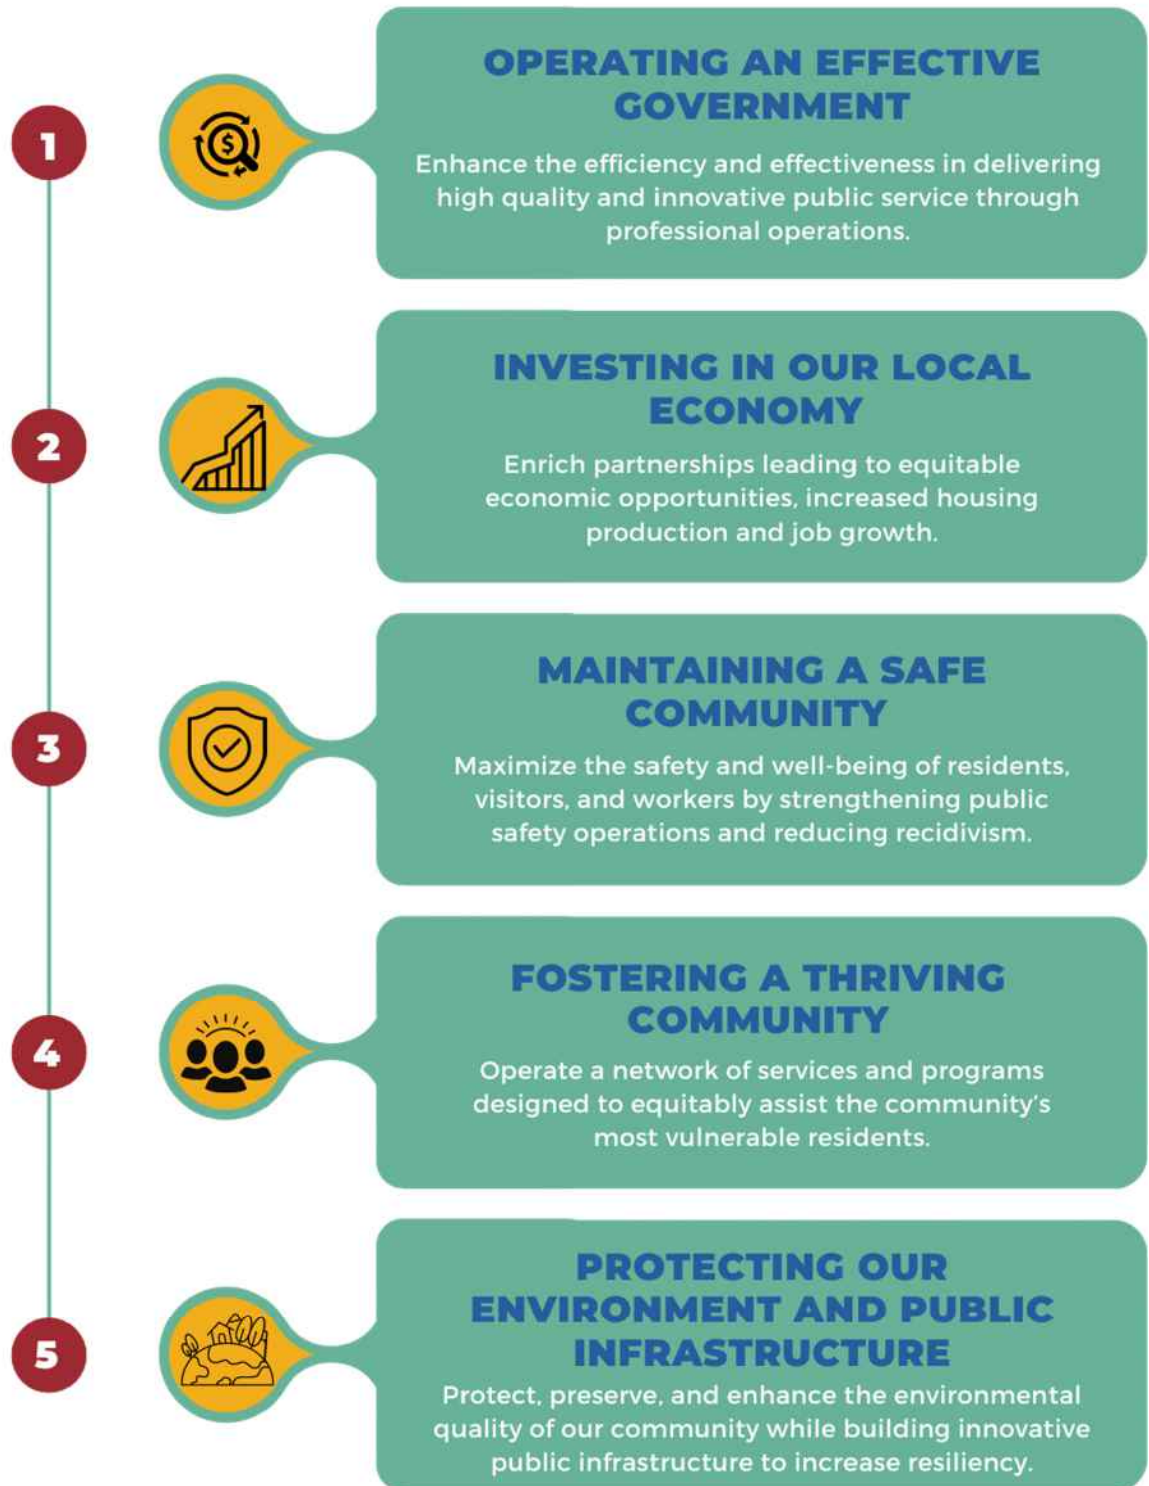 1
OPERATING AN EFFECTIVE
GOVERNMENT
Enhance the efficiency and effectiveness in delivering
high quality and innovative public service through
professional operations.
2
INVESTING IN OUR LOCAL
ECONOMY
Enrich partnerships leading to equitable
economic opportunities, increased housing
production and job growth.
3
MAINTAINING A SAFE
COMMUNITY
Maximize the safety and well-being of residents,
visitors, and workers by strengthening public
safety operations and reducing recidivism.
4
FOSTERING A THRIVING
COMMUNITY
Operate a network of services and programs
designed to equitably assist the community's
most vulnerable residents.
5
PROTECTING OUR
ENVIRONMENT AND PUBLIC
INFRASTRUCTURE
Protect, preserve, and enhance the environmental
quality of our community while building innovative
public infrastructure to increase resiliency.